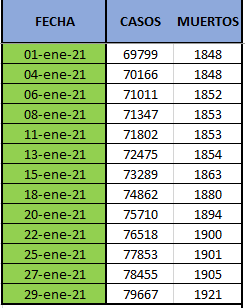 FECHA CASOS MUERTOS
01-ene-21 69799 1848
04-ene-21 70166 1848
06-ene-21 71011 1852
08-ene-21 71347 1853
11-ene-21 71802 1853
13-ene-21 72475 1854
15-ene-21 73289 1863
18-ene-21 74862 1880
20-ene-21 75710 1894
22-ene-21 76518 1900
25-ene-21 77853 1901
27-ene-21 78455 1905
29-ene-21 79667 1921